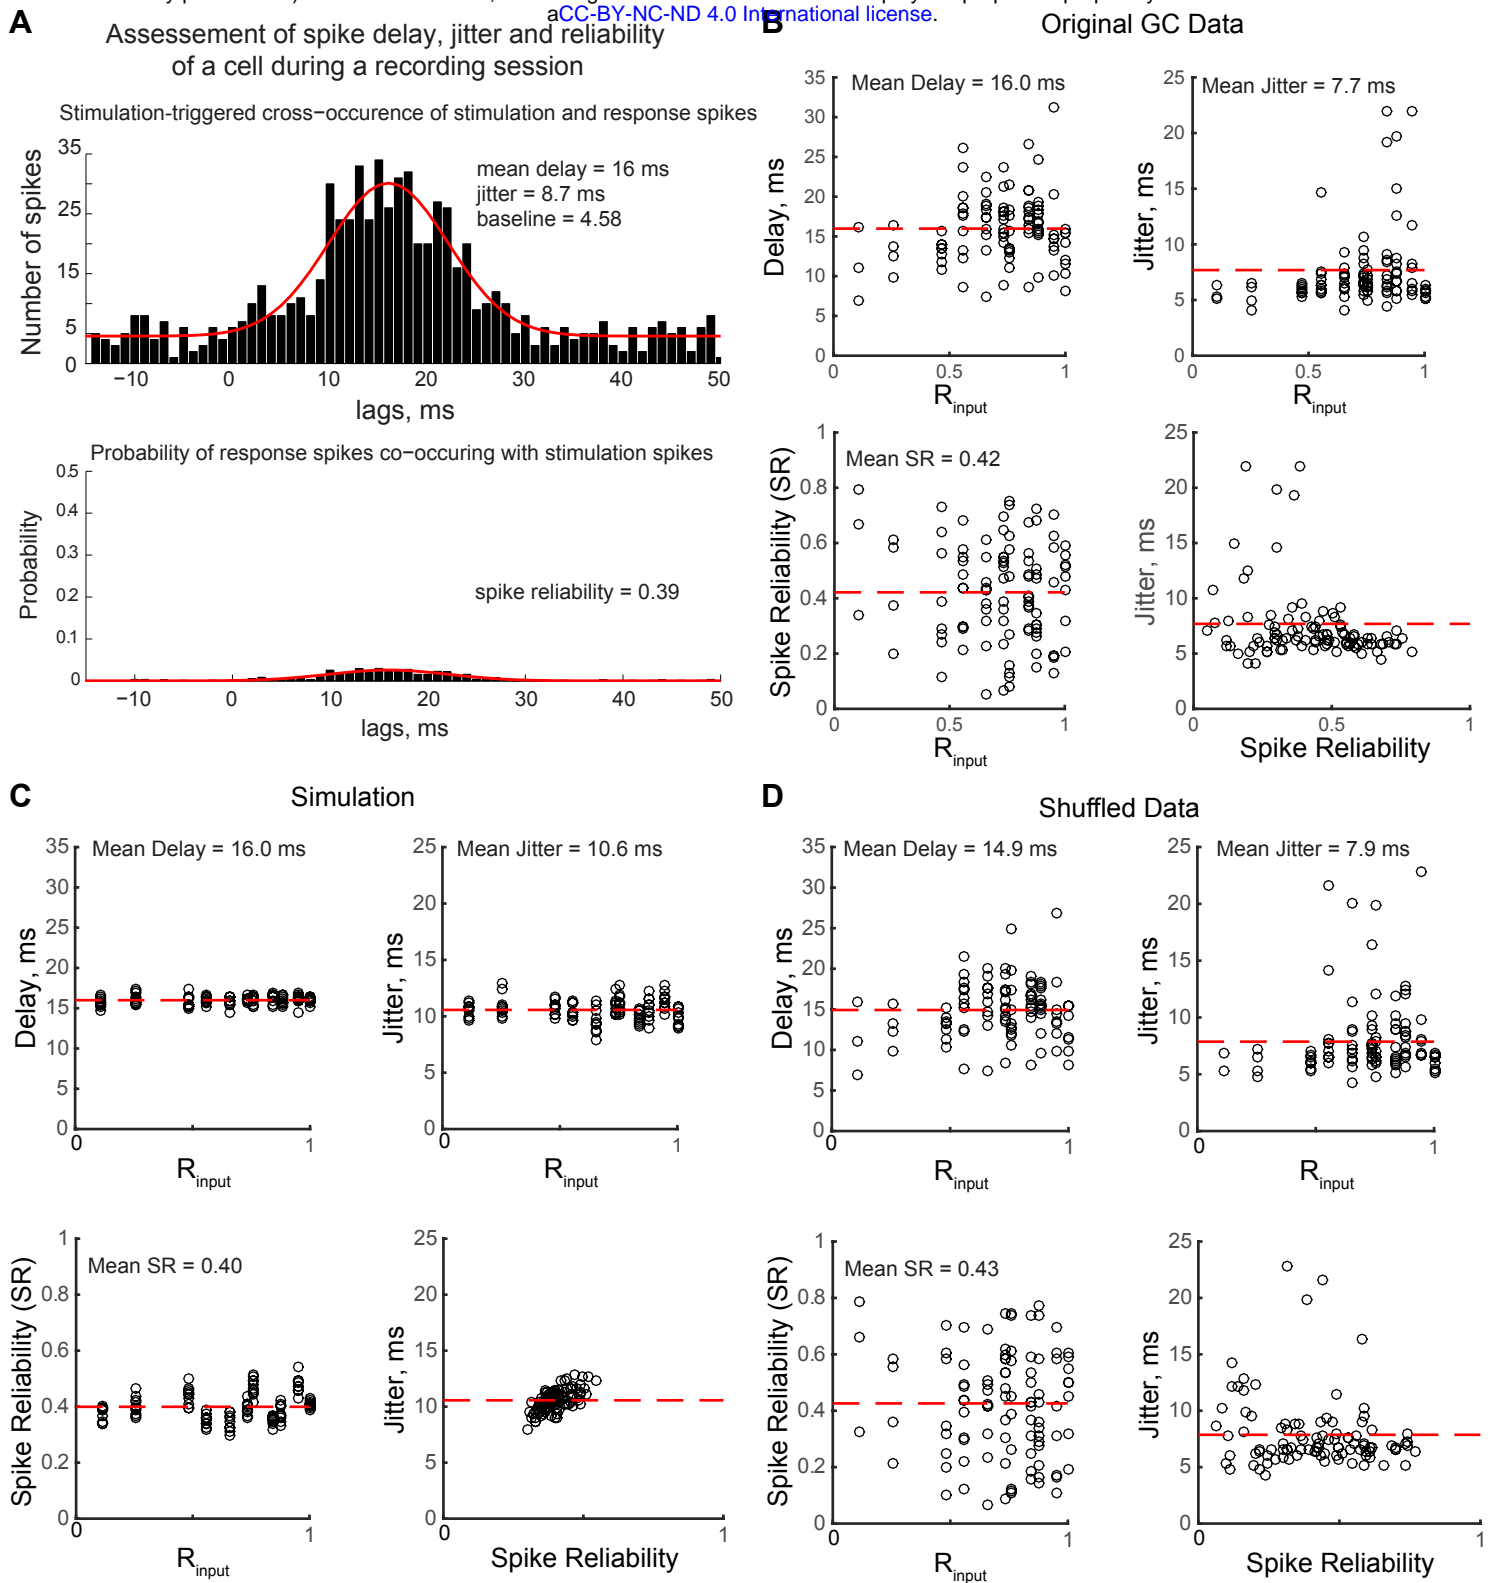 aCC-BY-NC-ND 4.0 International license.
A
Assessement of spike delay, jitter and reliability
of a cell during a recording session
Stimulation-triggered cross−occurence of stimulation and response spikes
Number of spikes
35
25
15
5
0
mean delay = 16 ms
jitter = 8.7 ms
baseline = 4.58
−10 0 10 20 30 40 50
lags, ms
Probability of response spikes co−occuring with stimulation spikes
Probability
0.5
0.4
0.3
0.2
0.1
0
spike reliability = 0.39
−10 0 10 20 30 40 50
lags, ms
B
Original GC Data
Mean Delay = 16.0 ms
Delay, ms
35
30
25
20
15
10
5
0
0 0.5 1
Rinput
Mean Jitter = 7.7 ms
Jitter, ms
25
20
15
10
5
0
0 0.5 1
Rinput
Mean SR = 0.42
Spike Reliability (SR)
1
0.8
0.6
0.4
0.2
0
0 0.5 1
Rinput
Jitter, ms
25
20
15
10
5
0
0 0.5 1
Spike Reliability
C
Simulation
Mean Delay = 16.0 ms
Delay, ms
35
30
25
20
15
10
5
0
0 1
Rinput
Mean Jitter = 10.6 ms
Jitter, ms
25
20
15
10
5
0
0 1
Rinput
Mean SR = 0.40
Spike Reliability (SR)
1
0.8
0.6
0.4
0.2
0
0 1
Rinput
Jitter, ms
25
20
15
10
5
0
0 1
Spike Reliability
D
Shuffled Data
Mean Delay = 14.9 ms
Delay, ms
35
30
25
20
15
10
5
0
0 1
Rinput
Mean Jitter = 7.9 ms
Jitter, ms
25
20
15
10
5
0
0 1
Rinput
Mean SR = 0.43
Spike Reliability (SR)
1
0.8
0.6
0.4
0.2
0
0 1
Rinput
Jitter, ms
25
20
15
10
5
0
0 1
Spike Reliability